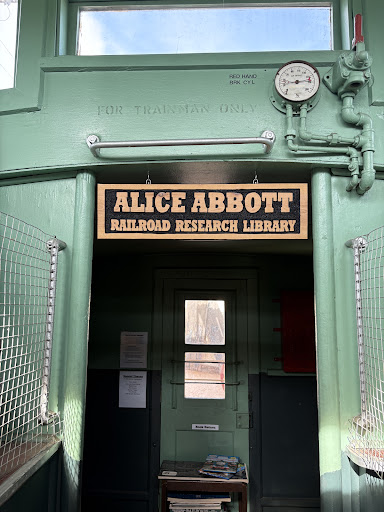 RED HAND
BRK-CYL
FOR TRAINMAN ONLY
ALICE ABBOTT
RAILROAD RESEARCH LIBRARY